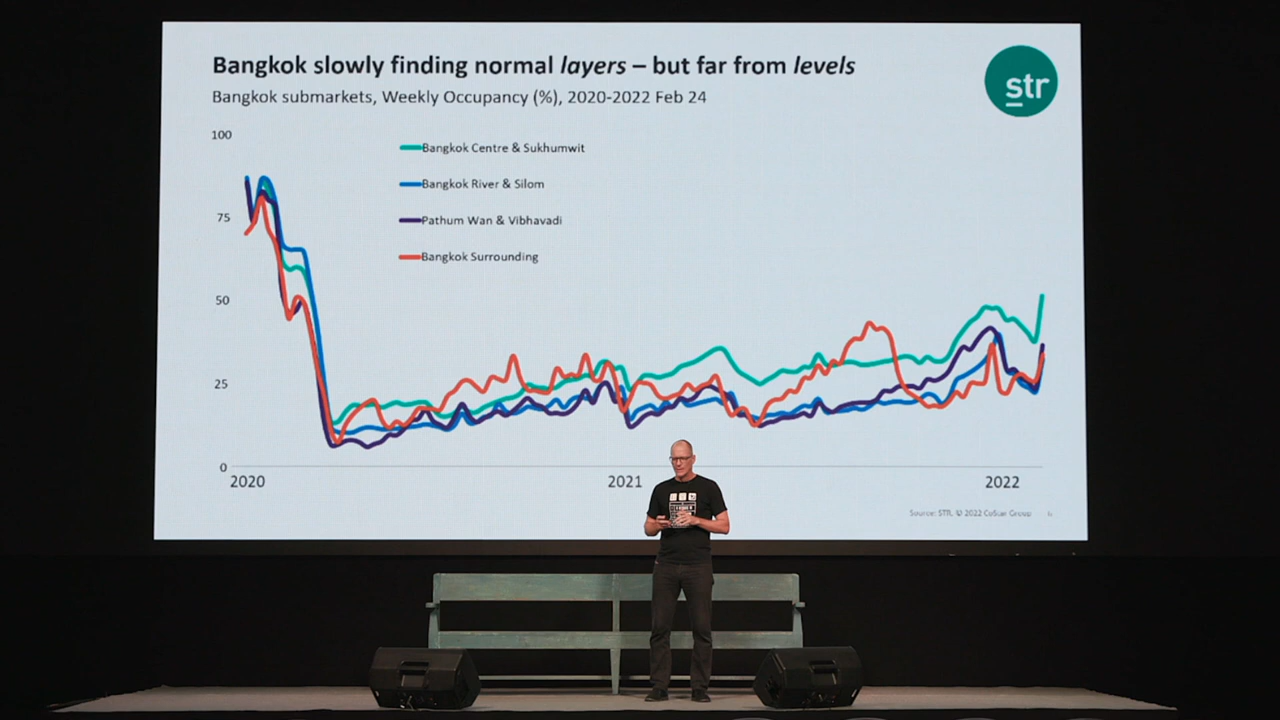 Bangkok slowly finding normal layers – but far from levels
str
Bangkok submarkets, Weekly Occupancy (%), 2020-2022 Feb 24
100
Bangkok Centre & Sukhumwit
Bangkok River & Silom
75
Pathum Wan & Vibhavadi
Bangkok Surrounding
50
25
0
2020
2021
2022
Source: STR. © 2022 CoStar Group
6